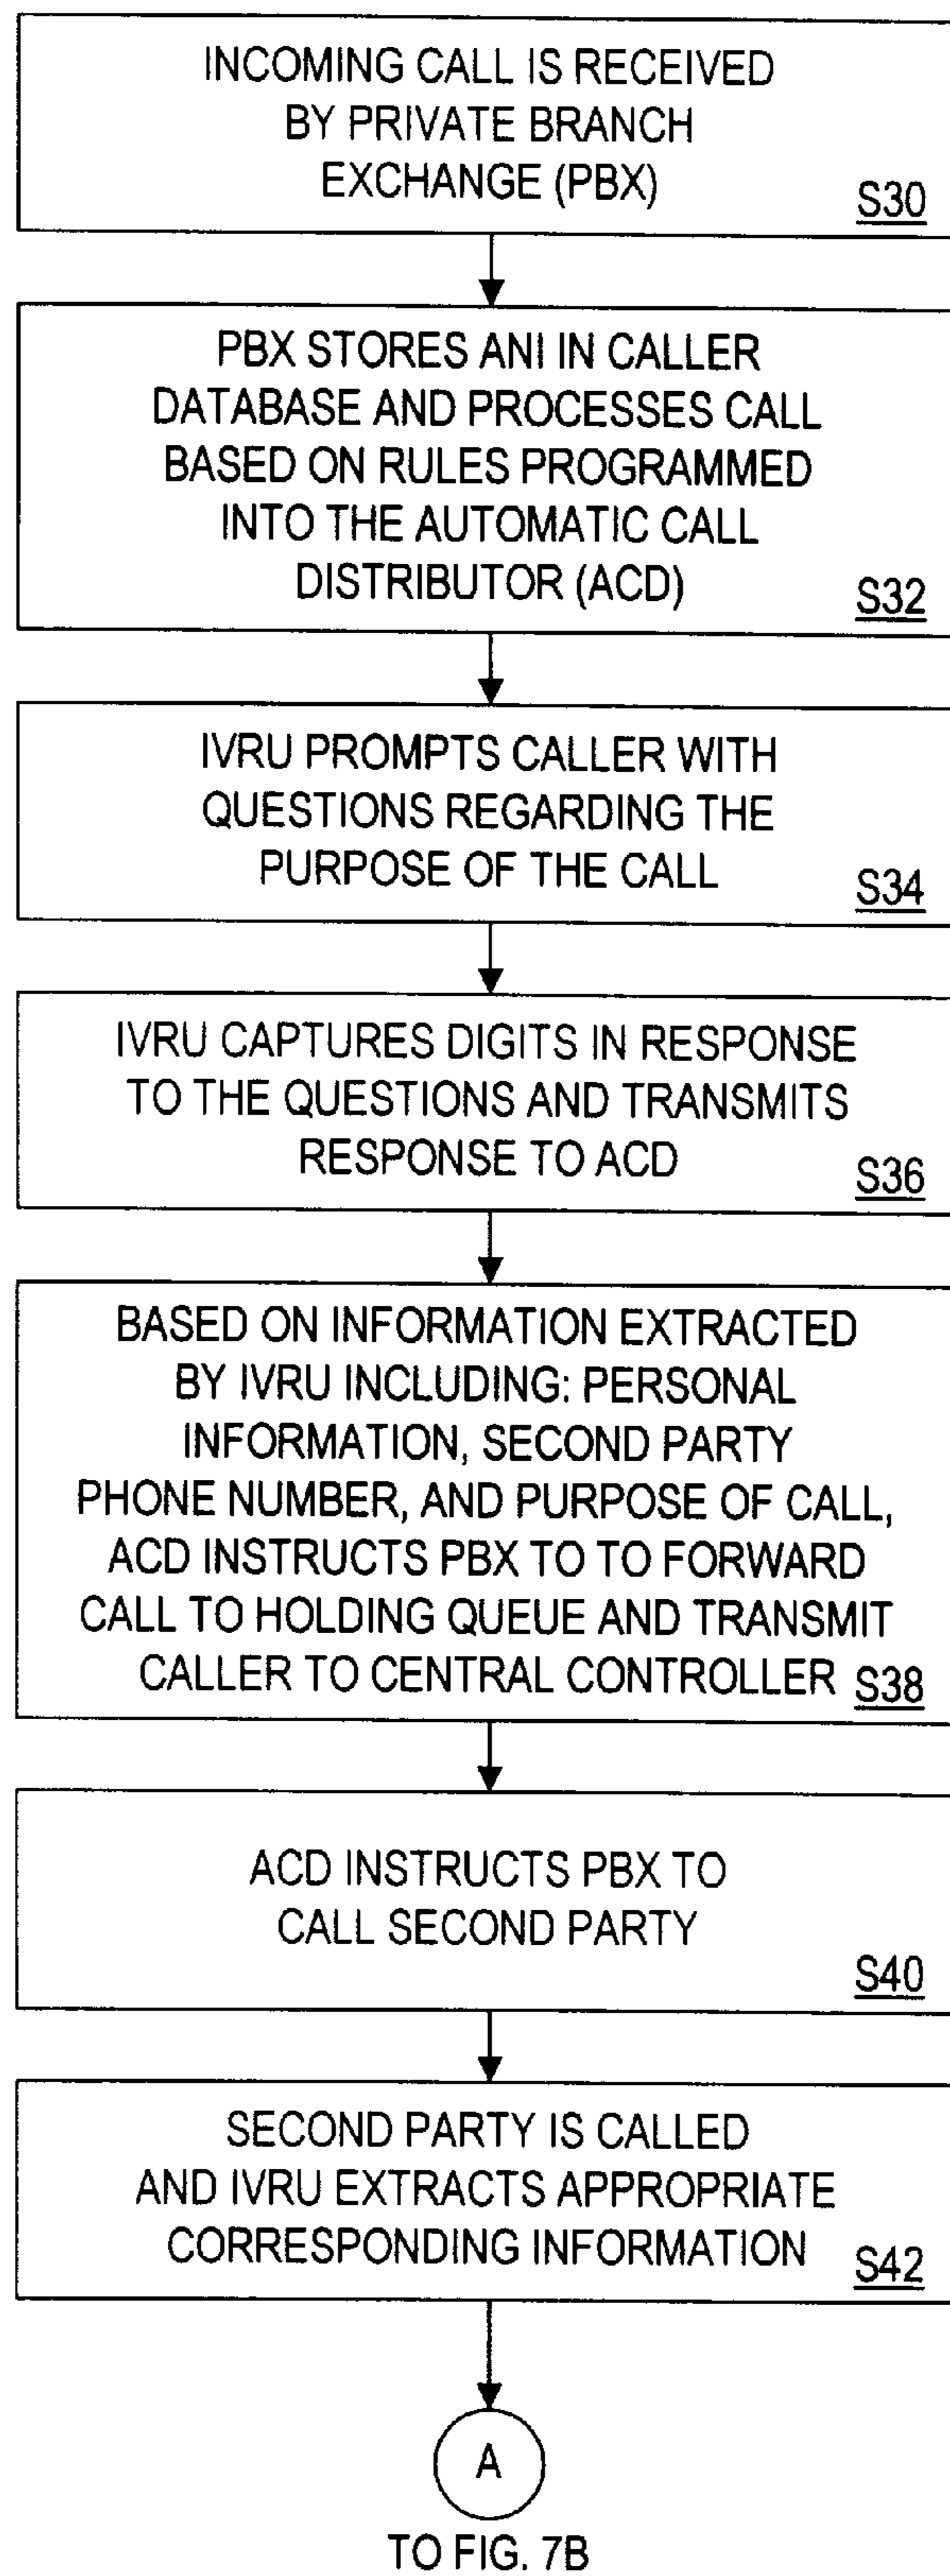 INCOMING CALL IS RECEIVED
BY PRIVATE BRANCH
EXCHANGE (PBX)
S30
PBX STORES ANI IN CALLER
DATABASE AND PROCESSES CALL
BASED ON RULES PROGRAMMED
INTO THE AUTOMATIC CALL
DISTRIBUTOR (ACD)
S32
IVRU PROMPTS CALLER WITH
QUESTIONS REGARDING THE
PURPOSE OF THE CALL
S34
IVRU CAPTURES DIGITS IN RESPONSE
TO THE QUESTIONS AND TRANSMITS
RESPONSE TO ACD
S36
BASED ON INFORMATION EXTRACTED
BY IVRU INCLUDING: PERSONAL
INFORMATION, SECOND PARTY
PHONE NUMBER, AND PURPOSE OF CALL,
ACD INSTRUCTS PBX TO TO FORWARD
CALL TO HOLDING QUEUE AND TRANSMIT
CALLER TO CENTRAL CONTROLLER S38
ACD INSTRUCTS PBX TO
CALL SECOND PARTY
S40
SECOND PARTY IS CALLED
AND IVRU EXTRACTS APPROPRIATE
CORRESPONDING INFORMATION
S42
A
TO FIG. 7B